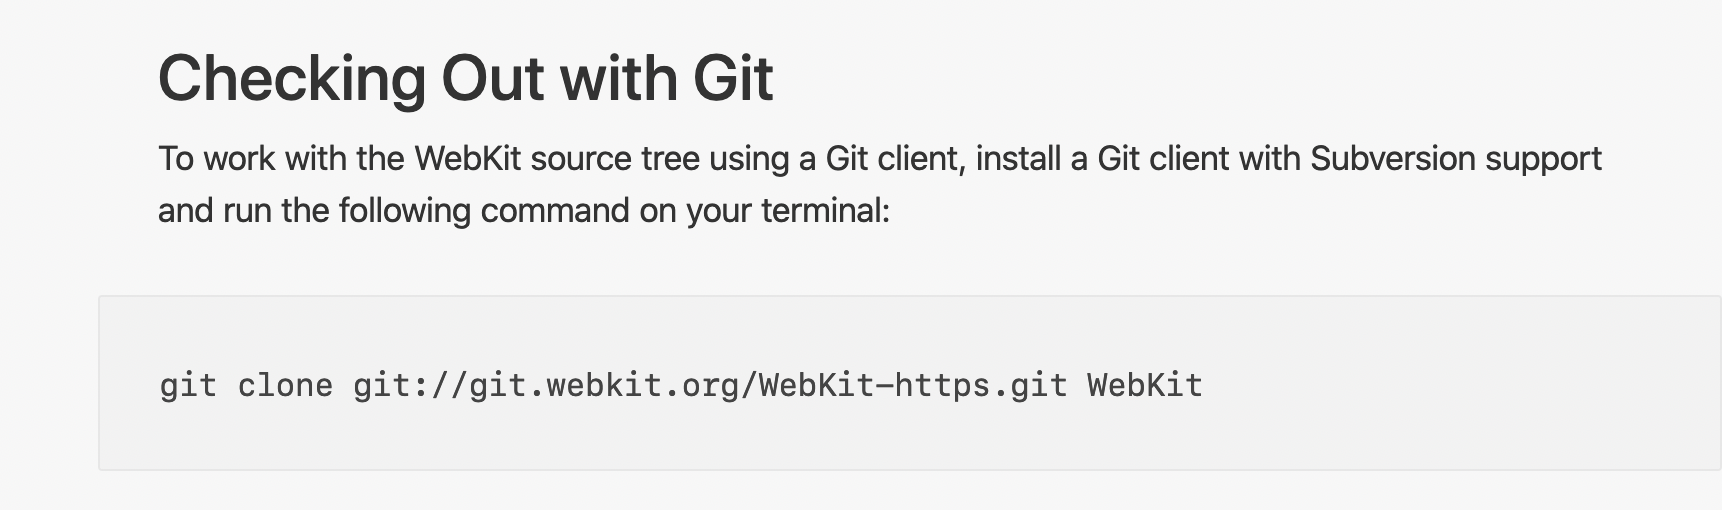 Checking Out with Git
To work with the WebKit source tree using a Git client, install a Git client with Subversion support
and run the following command on your terminal:
git clone git://git.webkit.org/WebKit-https.git WebKit